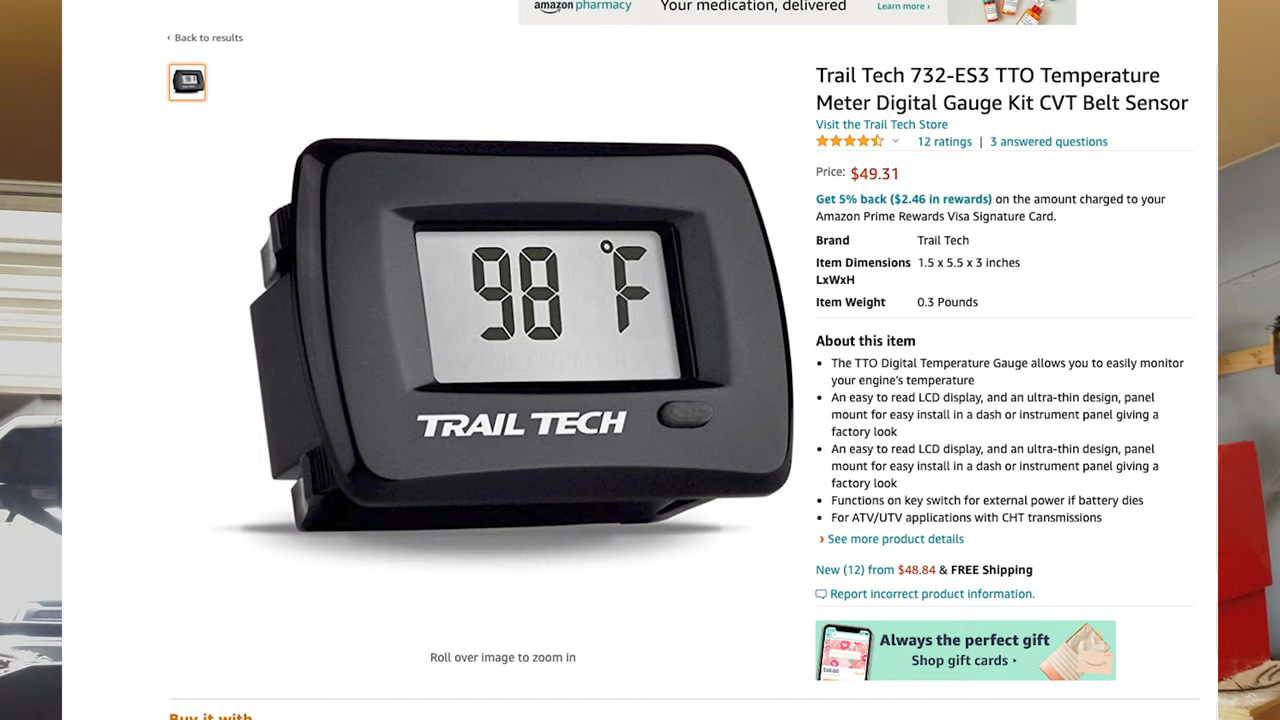 amazon pharmacy
Your medication, delivered
Learn more ›
‹ Back to results
Trail Tech 732-ES3 TTO Temperature
Meter Digital Gauge Kit CVT Belt Sensor
Visit the Trail Tech Store
12 ratings | 3 answered questions
Price: $49.31
Get 5% back ($2.46 in rewards) on the amount charged to your
Amazon Prime Rewards Visa Signature Card.
Brand Trail Tech
Item Dimensions 1.5 x 5.5 x 3 inches
LxWxH
Item Weight 0.3 Pounds
About this item
• The TTO Digital Temperature Gauge allows you to easily monitor
your engine's temperature
• An easy to read LCD display, and an ultra-thin design, panel
mount for easy install in a dash or instrument panel giving a
factory look
• An easy to read LCD display, and an ultra-thin design, panel
mount for easy install in a dash or instrument panel giving a
factory look
• Functions on key switch for external power if battery dies
• For ATV/UTV applications with CHT transmissions
› See more product details
New (12) from $48.84 & FREE Shipping
Report incorrect product information.
Always the perfect gift
Shop gift cards ›
98 °F
TRAIL TECH
Roll over image to zoom in
Buy it with